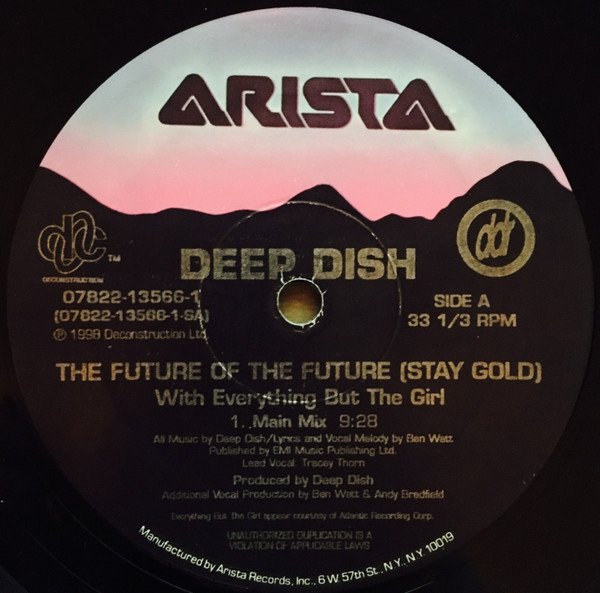 ARISTA
DECONSTRUCTION
TM
ddr
DEEP DISH
07822-13566-1
(07822-13566-1-SA)
SIDE A
33 1/3 RPM
℗ 1998 Deconstruction Ltd.
THE FUTURE OF THE FUTURE (STAY GOLD)
With Everything But The Girl
1. Main Mix 9:28
All Music by Deep Dish/Lyrics and Vocal Melody by Ben Watt
Published by EMI Music Publishing Ltd.
Lead Vocal: Tracey Thorn
Produced by Deep Dish
Additional Vocal Production by Ben Watt & Andy Bradfield
Everything But The Girl appear courtesy of Atlantic Recording Corp.
UNAUTHORIZED DUPLICATION IS A
VIOLATION OF APPLICABLE LAWS
Manufactured by Arista Records, Inc., 6 W. 57th St., N.Y., N.Y. 10019